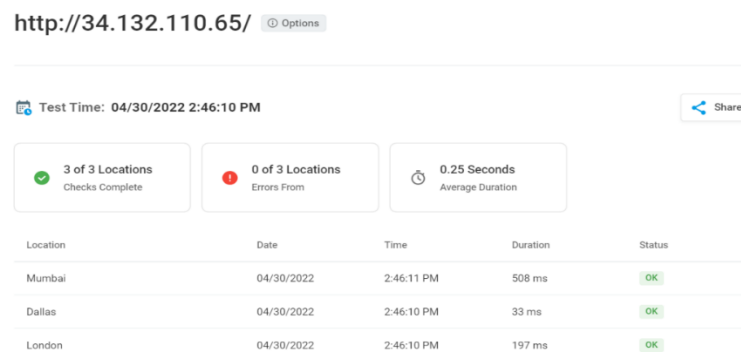 http://34.132.110.65/ Options
Test Time: 04/30/2022 2:46:10 PM Share
3 of 3 Locations 0 of 3 Locations 0.25 Seconds
Checks Complete Errors From Average Duration
Location Date Time Duration Status
Mumbai 04/30/2022 2:46:11 PM 508 ms OK
Dallas 04/30/2022 2:46:10 PM 33 ms OK
London 04/30/2022 2:46:10 PM 197 ms OK